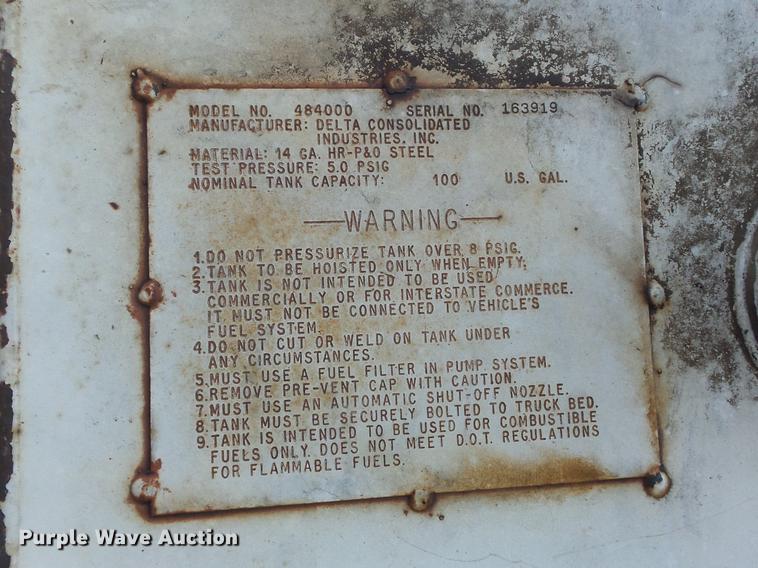 MODEL NO. 484000 SERIAL NO. 163919
MANUFACTURER: DELTA CONSOLIDATED
INDUSTRIES, INC.
MATERIAL: 14 GA. HR-P&O STEEL
TEST PRESSURE: 5.0 PSIG
NOMINAL TANK CAPACITY: 100 U.S. GAL.
—WARNING—
1. DO NOT PRESSURIZE TANK OVER 8 PSIG.
2. TANK TO BE HOISTED ONLY WHEN EMPTY.
3. TANK IS NOT INTENDED TO BE USED
COMMERCIALLY OR FOR INTERSTATE COMMERCE.
IT MUST NOT BE CONNECTED TO VEHICLE'S
FUEL SYSTEM.
4. DO NOT CUT OR WELD ON TANK UNDER
ANY CIRCUMSTANCES.
5. MUST USE A FUEL FILTER IN PUMP SYSTEM.
6. REMOVE PRE-VENT CAP WITH CAUTION.
7. MUST USE AN AUTOMATIC SHUT-OFF NOZZLE.
8. TANK MUST BE SECURELY BOLTED TO TRUCK BED.
9. TANK IS INTENDED TO BE USED FOR COMBUSTIBLE
FUELS ONLY. DOES NOT MEET D.O.T. REGULATIONS
FOR FLAMMABLE FUELS.
Purple Wave Auction